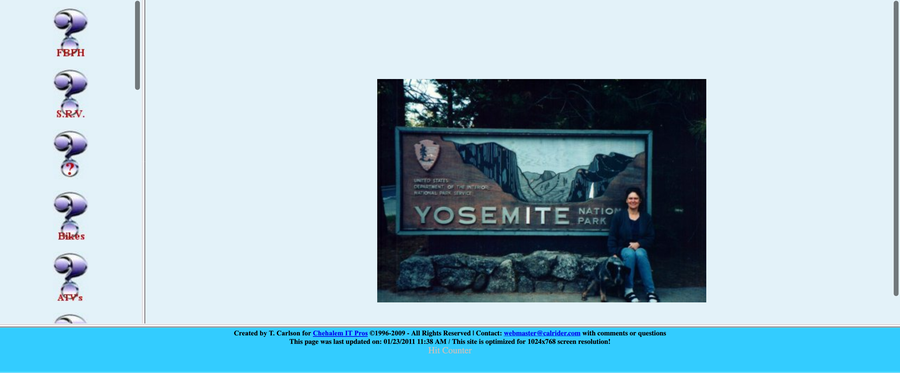 FBFH
S.R.V.
?
Bikes
ATV's
UNITED STATES
DEPARTMENT OF THE INTERIOR
NATIONAL PARK SERVICE
YOSEMITE NATION
PARK
Created by T. Carlson for Chehalem IT Pros ©1996-2009 - All Rights Reserved | Contact: webmaster@calrider.com with comments or questions
This page was last updated on: 01/23/2011 11:38 AM / This site is optimized for 1024x768 screen resolution!
Hit Counter